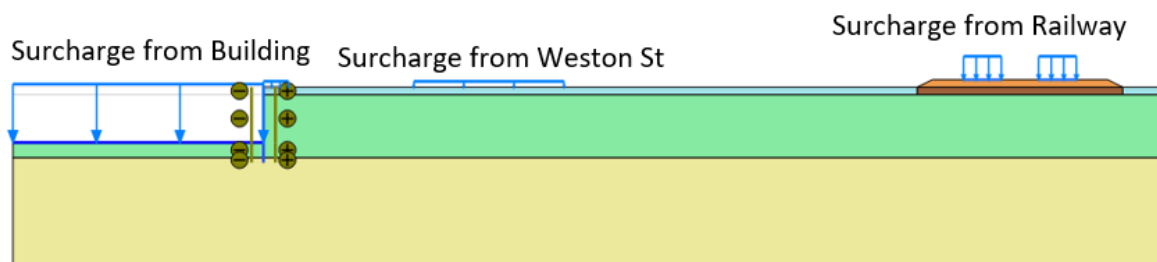 Surcharge from Building
Surcharge from Weston St
Surcharge from Railway